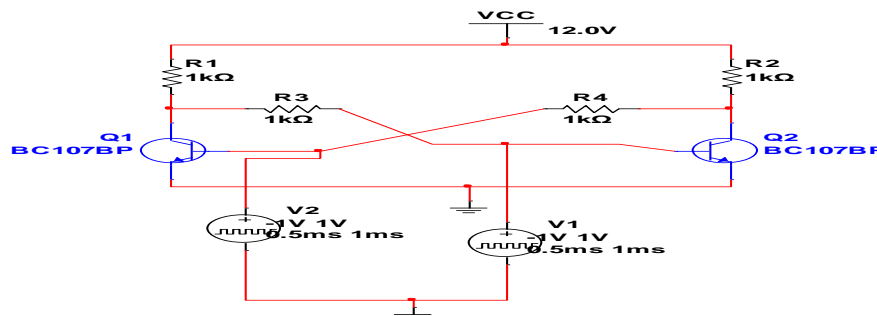 VCC
12.0V
R1
1kΩ
R2
1kΩ
R3
1kΩ
R4
1kΩ
Q1
BC107BP
Q2
BC107BP
V2
-1V 1V
0.5ms 1ms
V1
-1V 1V
0.5ms 1ms